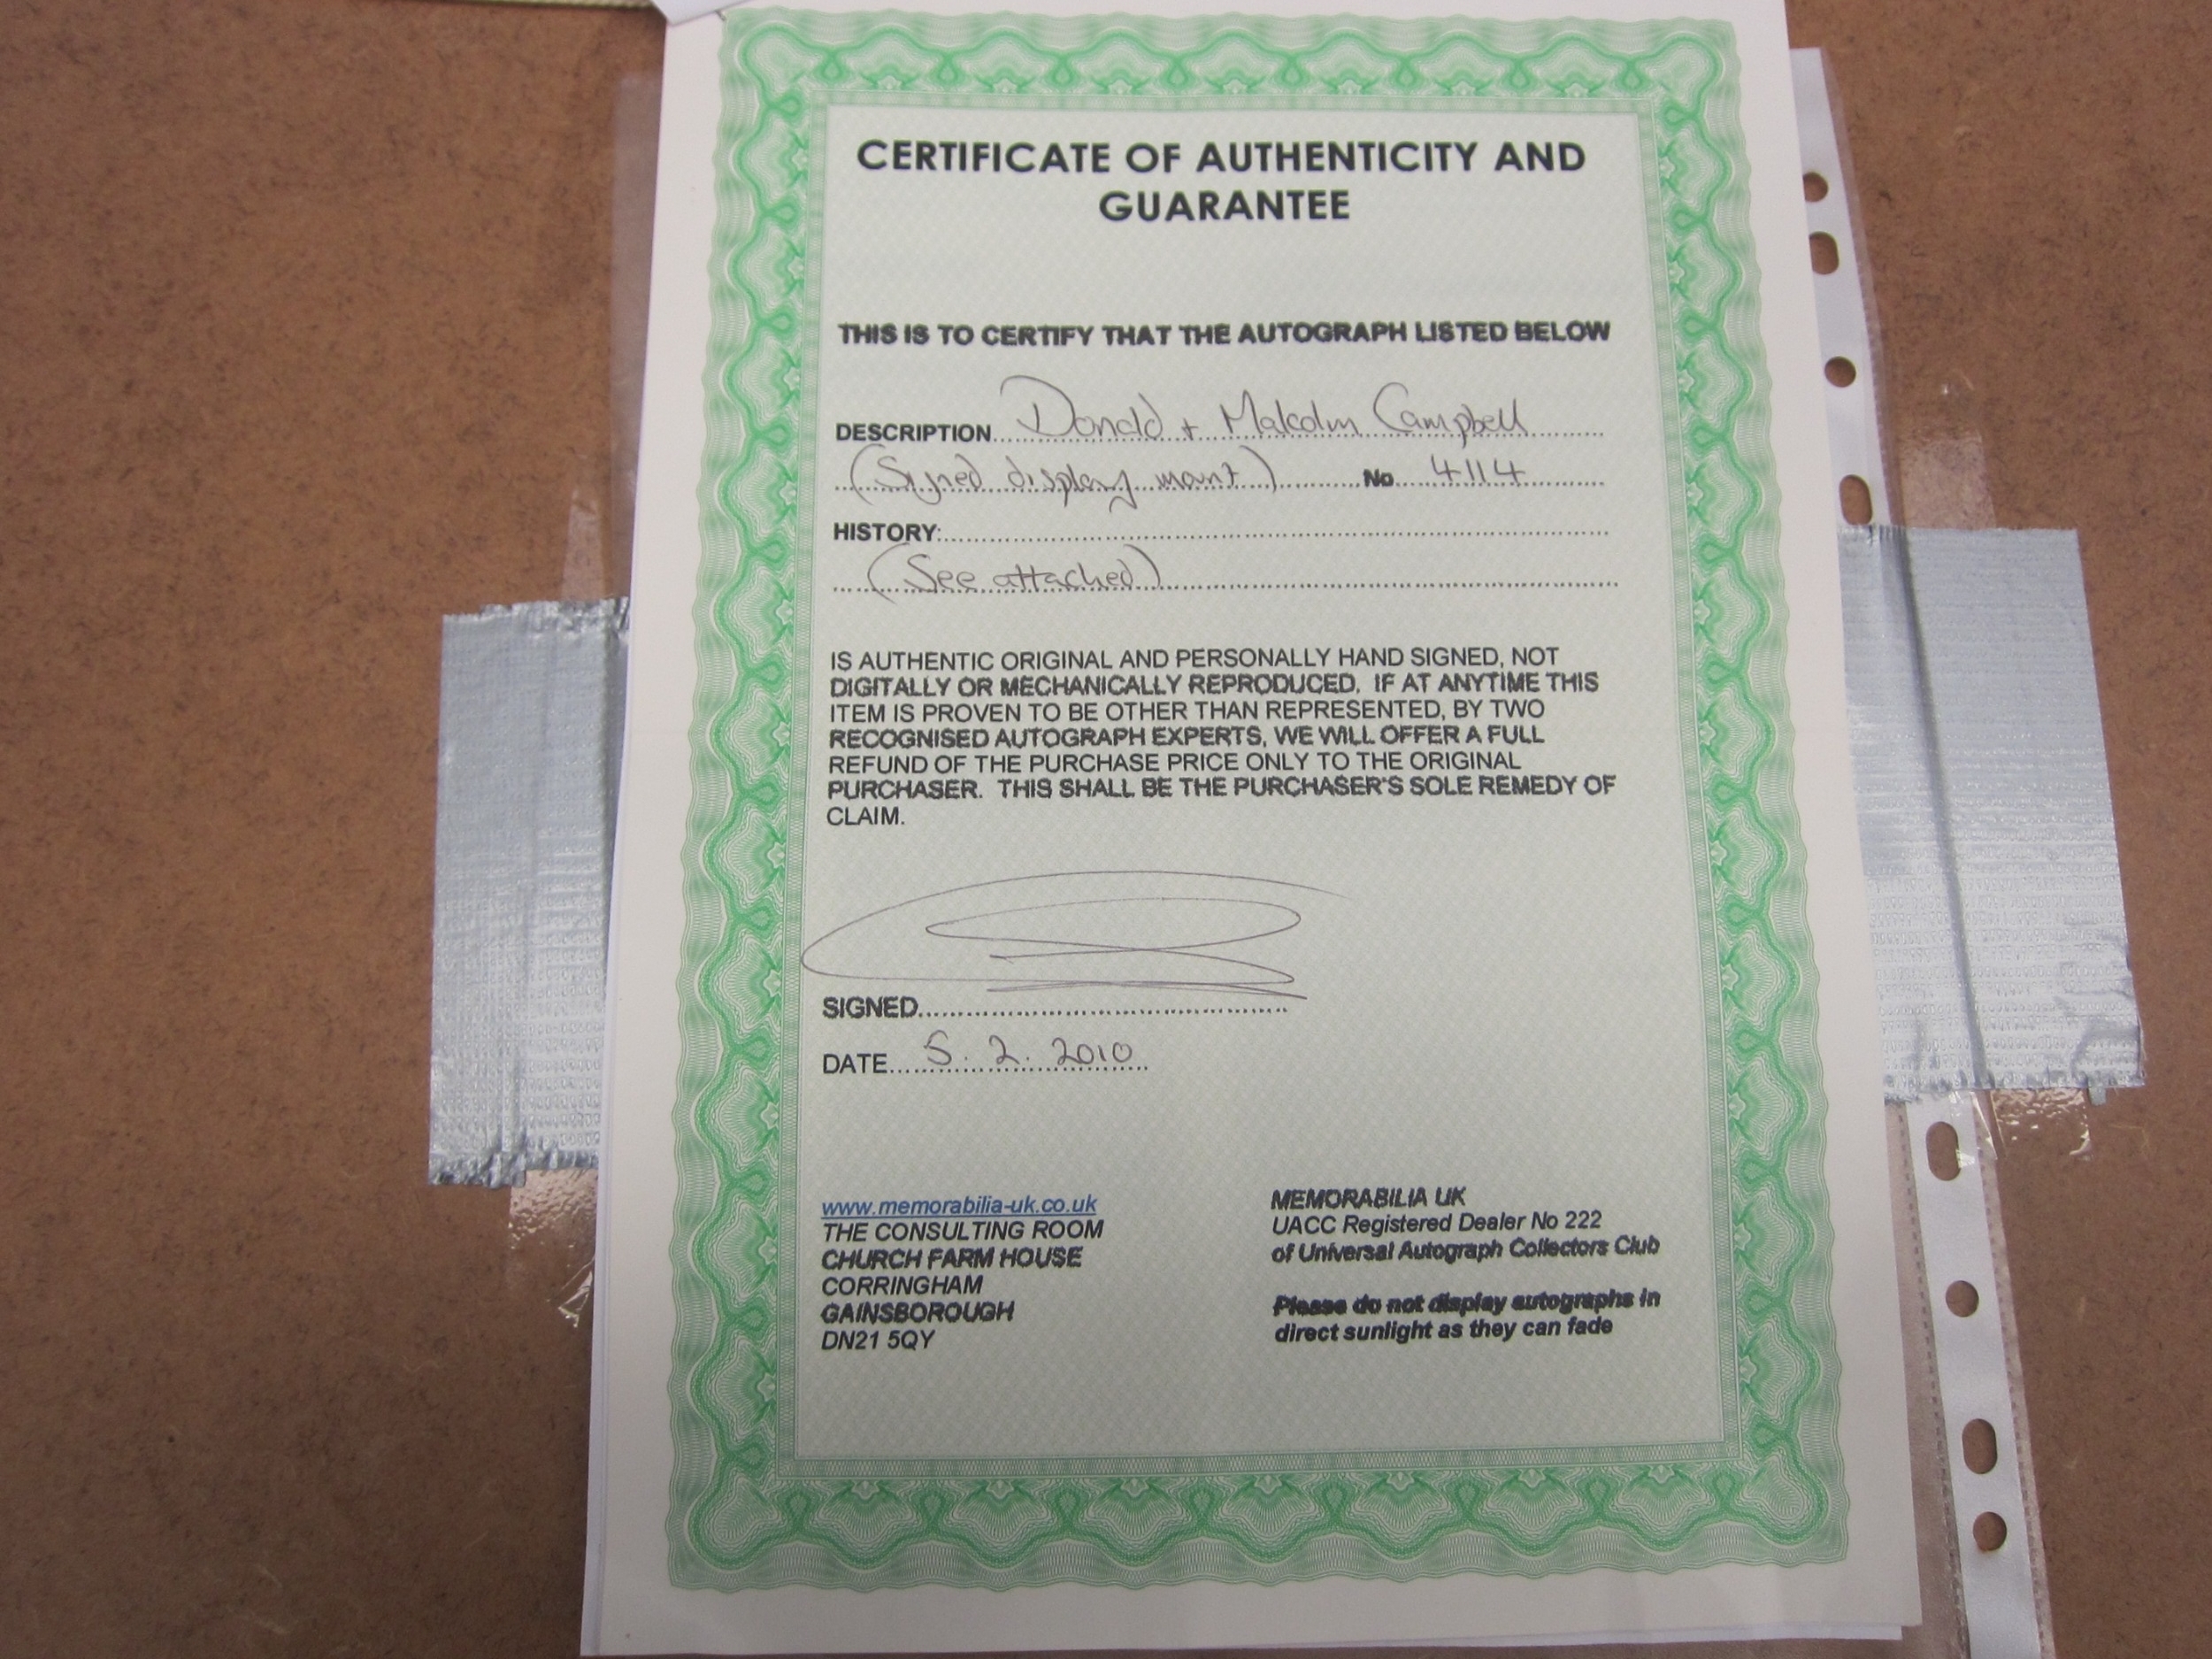 CERTIFICATE OF AUTHENTICITY AND
GUARANTEE
THIS IS TO CERTIFY THAT THE AUTOGRAPH LISTED BELOW
DESCRIPTION Donald + Malcolm Campbell
(Signed display mount) No 4114
HISTORY:
(See attached)
IS AUTHENTIC ORIGINAL AND PERSONALLY HAND SIGNED, NOT
DIGITALLY OR MECHANICALLY REPRODUCED. IF AT ANYTIME THIS
ITEM IS PROVEN TO BE OTHER THAN REPRESENTED, BY TWO
RECOGNISED AUTOGRAPH EXPERTS, WE WILL OFFER A FULL
REFUND OF THE PURCHASE PRICE ONLY TO THE ORIGINAL
PURCHASER. THIS SHALL BE THE PURCHASER'S SOLE REMEDY OF
CLAIM.
SIGNED
DATE 5. 2. 2010
www.memorabilia-uk.co.uk
THE CONSULTING ROOM
CHURCH FARM HOUSE
CORRINGHAM
GAINSBOROUGH
DN21 5QY
MEMORABILIA UK
UACC Registered Dealer No 222
of Universal Autograph Collectors Club
Please do not display autographs in
direct sunlight as they can fade